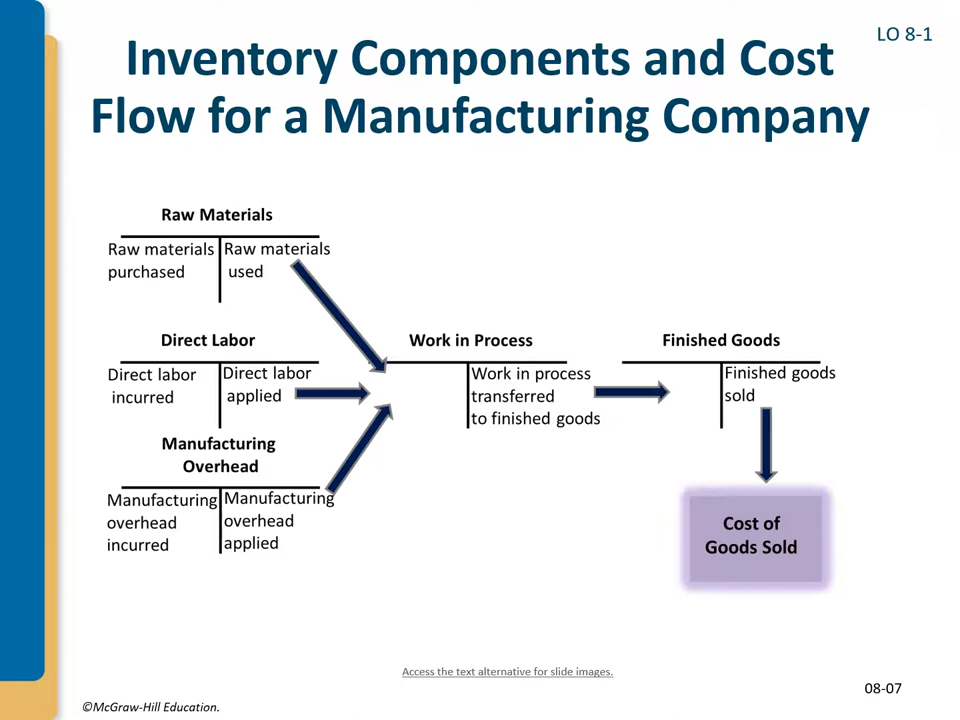 LO 8-1
Inventory Components and Cost
Flow for a Manufacturing Company
Raw Materials
Raw materials
purchased
Raw materials
used
Direct Labor
Direct labor
incurred
Direct labor
applied
Manufacturing
Overhead
Manufacturing
overhead
incurred
Manufacturing
overhead
applied
Work in Process
Work in process
transferred
to finished goods
Finished Goods
Finished goods
sold
Cost of
Goods Sold
Access the text alternative for slide images.
08-07
©McGraw-Hill Education.